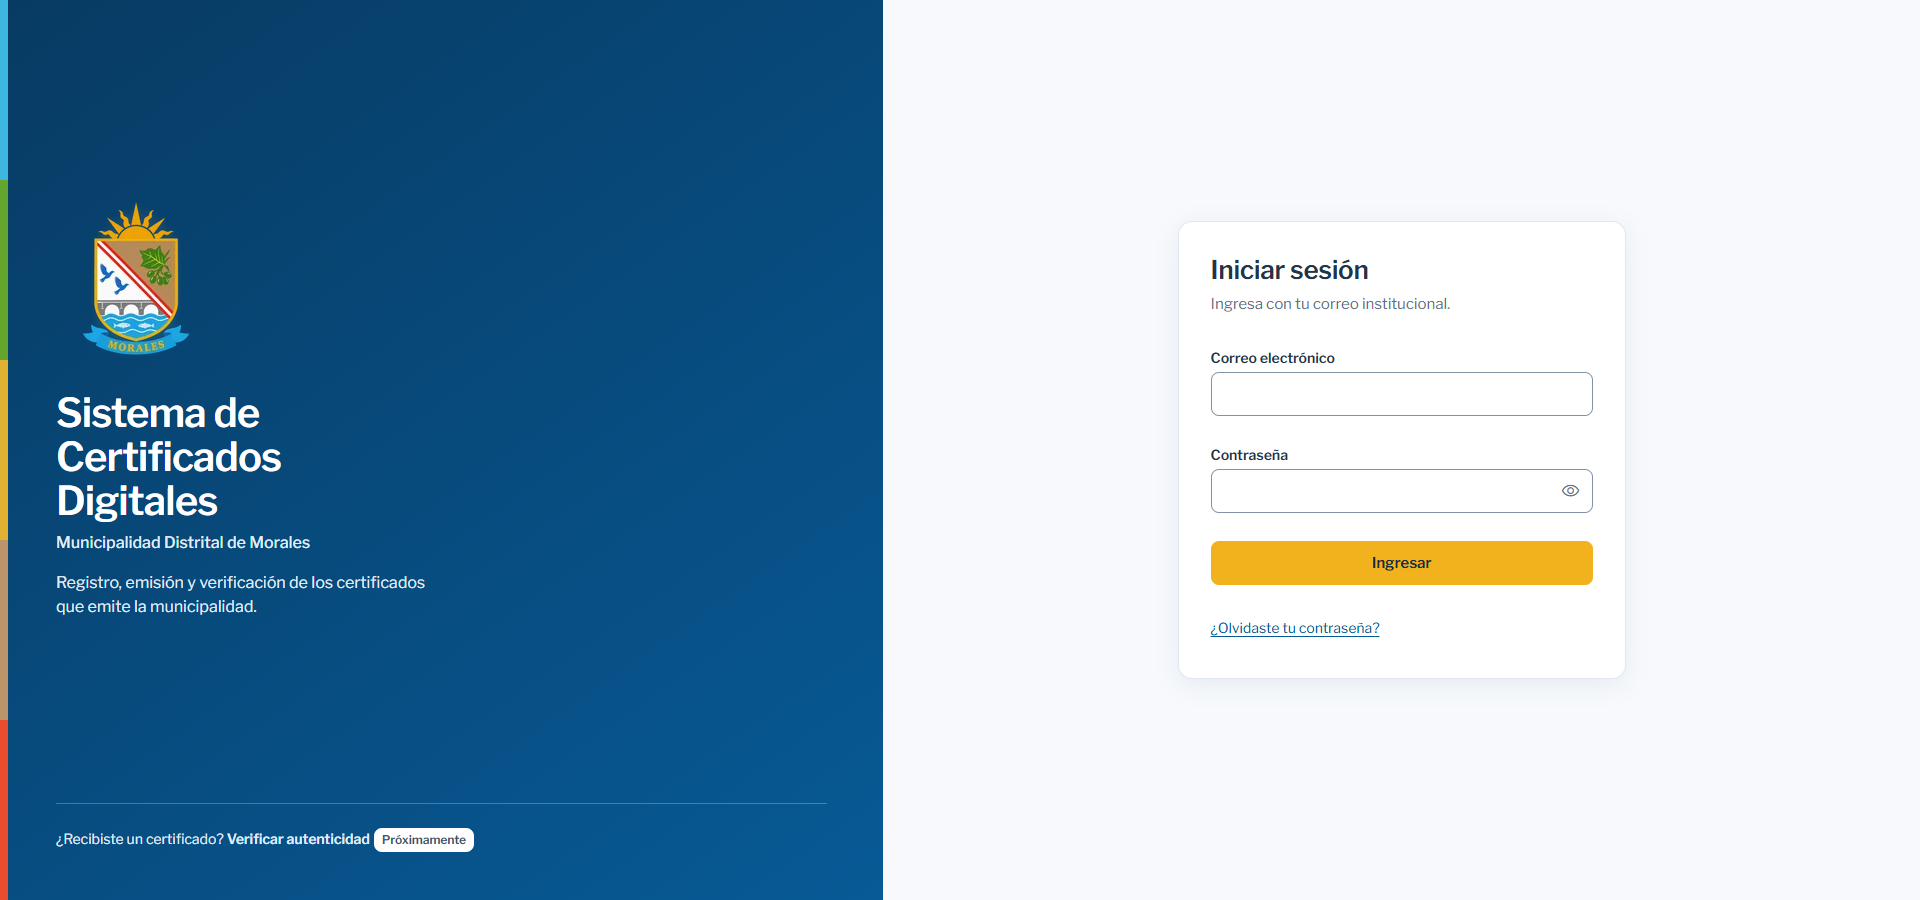 MORALES
Sistema de
Certificados
Digitales
Municipalidad Distrital de Morales
Registro, emisión y verificación de los certificados
que emite la municipalidad.
¿Recibiste un certificado? Verificar autenticidad Próximamente
Iniciar sesión
Ingresa con tu correo institucional.
Correo electrónico
Contraseña
Ingresar
¿Olvidaste tu contraseña?